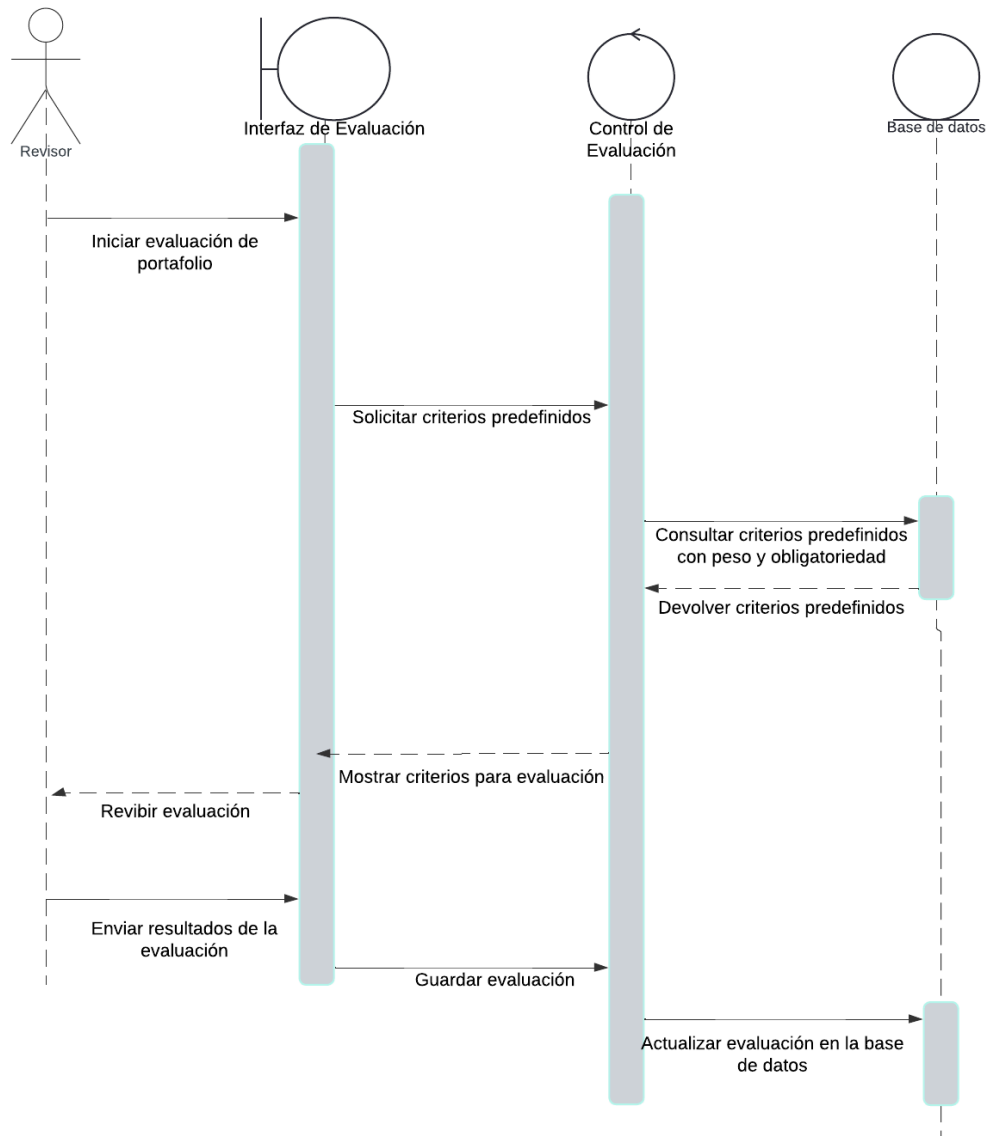 Interfaz de Evaluación
Control de
Evaluación
Base de datos
Revisor
Iniciar evaluación de
portafolio
Solicitar criterios predefinidos
Consultar criterios predefinidos
con peso y obligatoriedad
Devolver criterios predefinidos
Mostrar criterios para evaluación
Revibir evaluación
Enviar resultados de la
evaluación
Guardar evaluación
Actualizar evaluación en la base
de datos